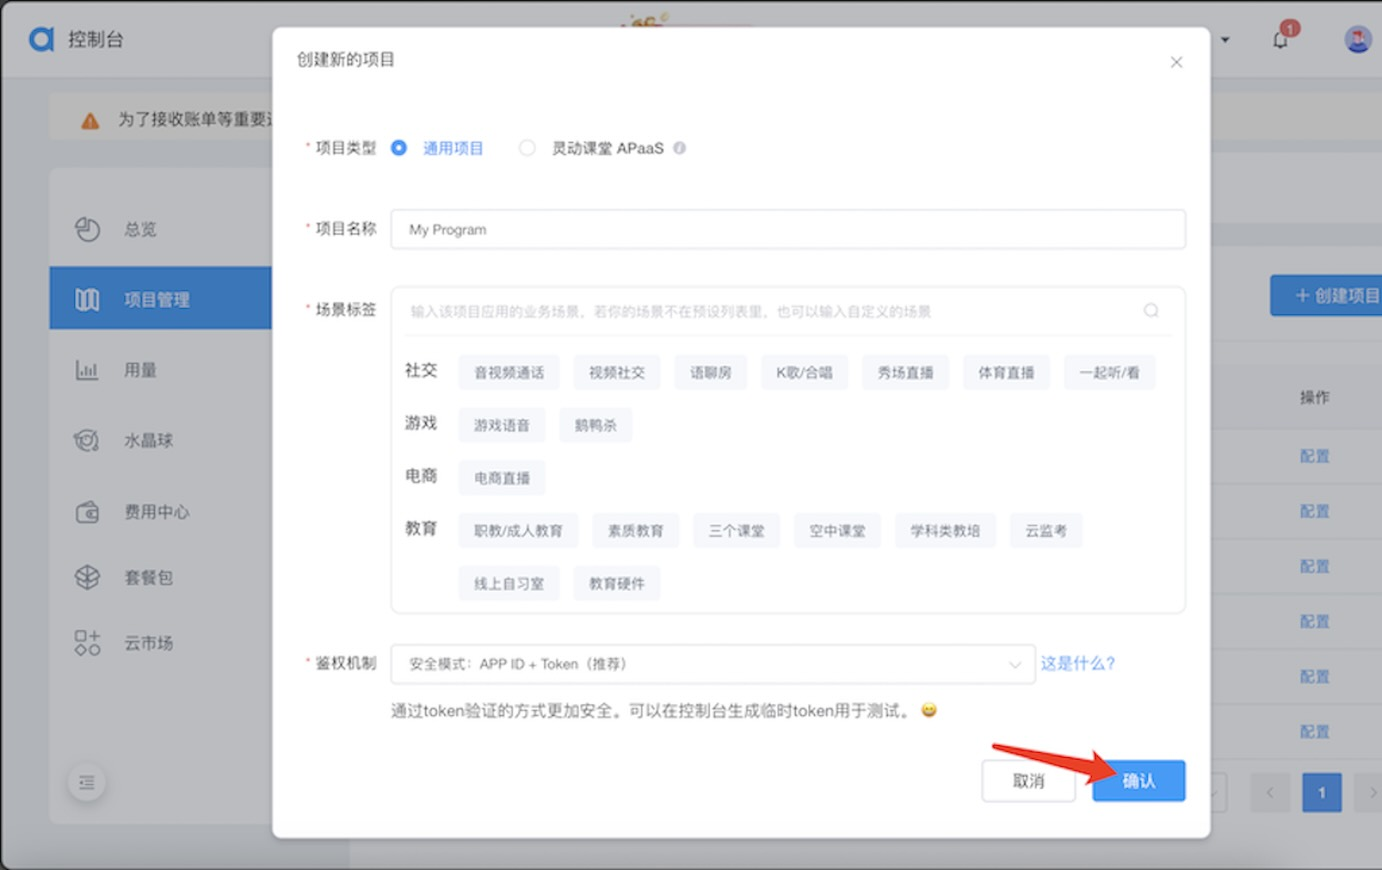 控制台
1
创建新的项目
为了接收账单等重要
* 项目类型 通用项目 灵动课堂 APaaS
总览
* 项目名称 My Program
项目管理
+ 创建项目
* 场景标签 输入该项目应用的业务场景，若你的场景不在预设列表里，也可以输入自定义的场景
社交 音视频通话 视频社交 语聊房 K歌/合唱 秀场直播 体育直播 一起听/看
用量
操作
游戏 游戏语音 鹅鸭杀
水晶球
配置
电商 电商直播
费用中心
配置
教育 职教/成人教育 素质教育 三个课堂 空中课堂 学科类教培 云监考
线上自习室 教育硬件
套餐包
配置
配置
云市场
* 鉴权机制 安全模式：APP ID + Token（推荐） 这是什么?
配置
通过token验证的方式更加安全。可以在控制台生成临时token用于测试。 😄
配置
取消 确认
1